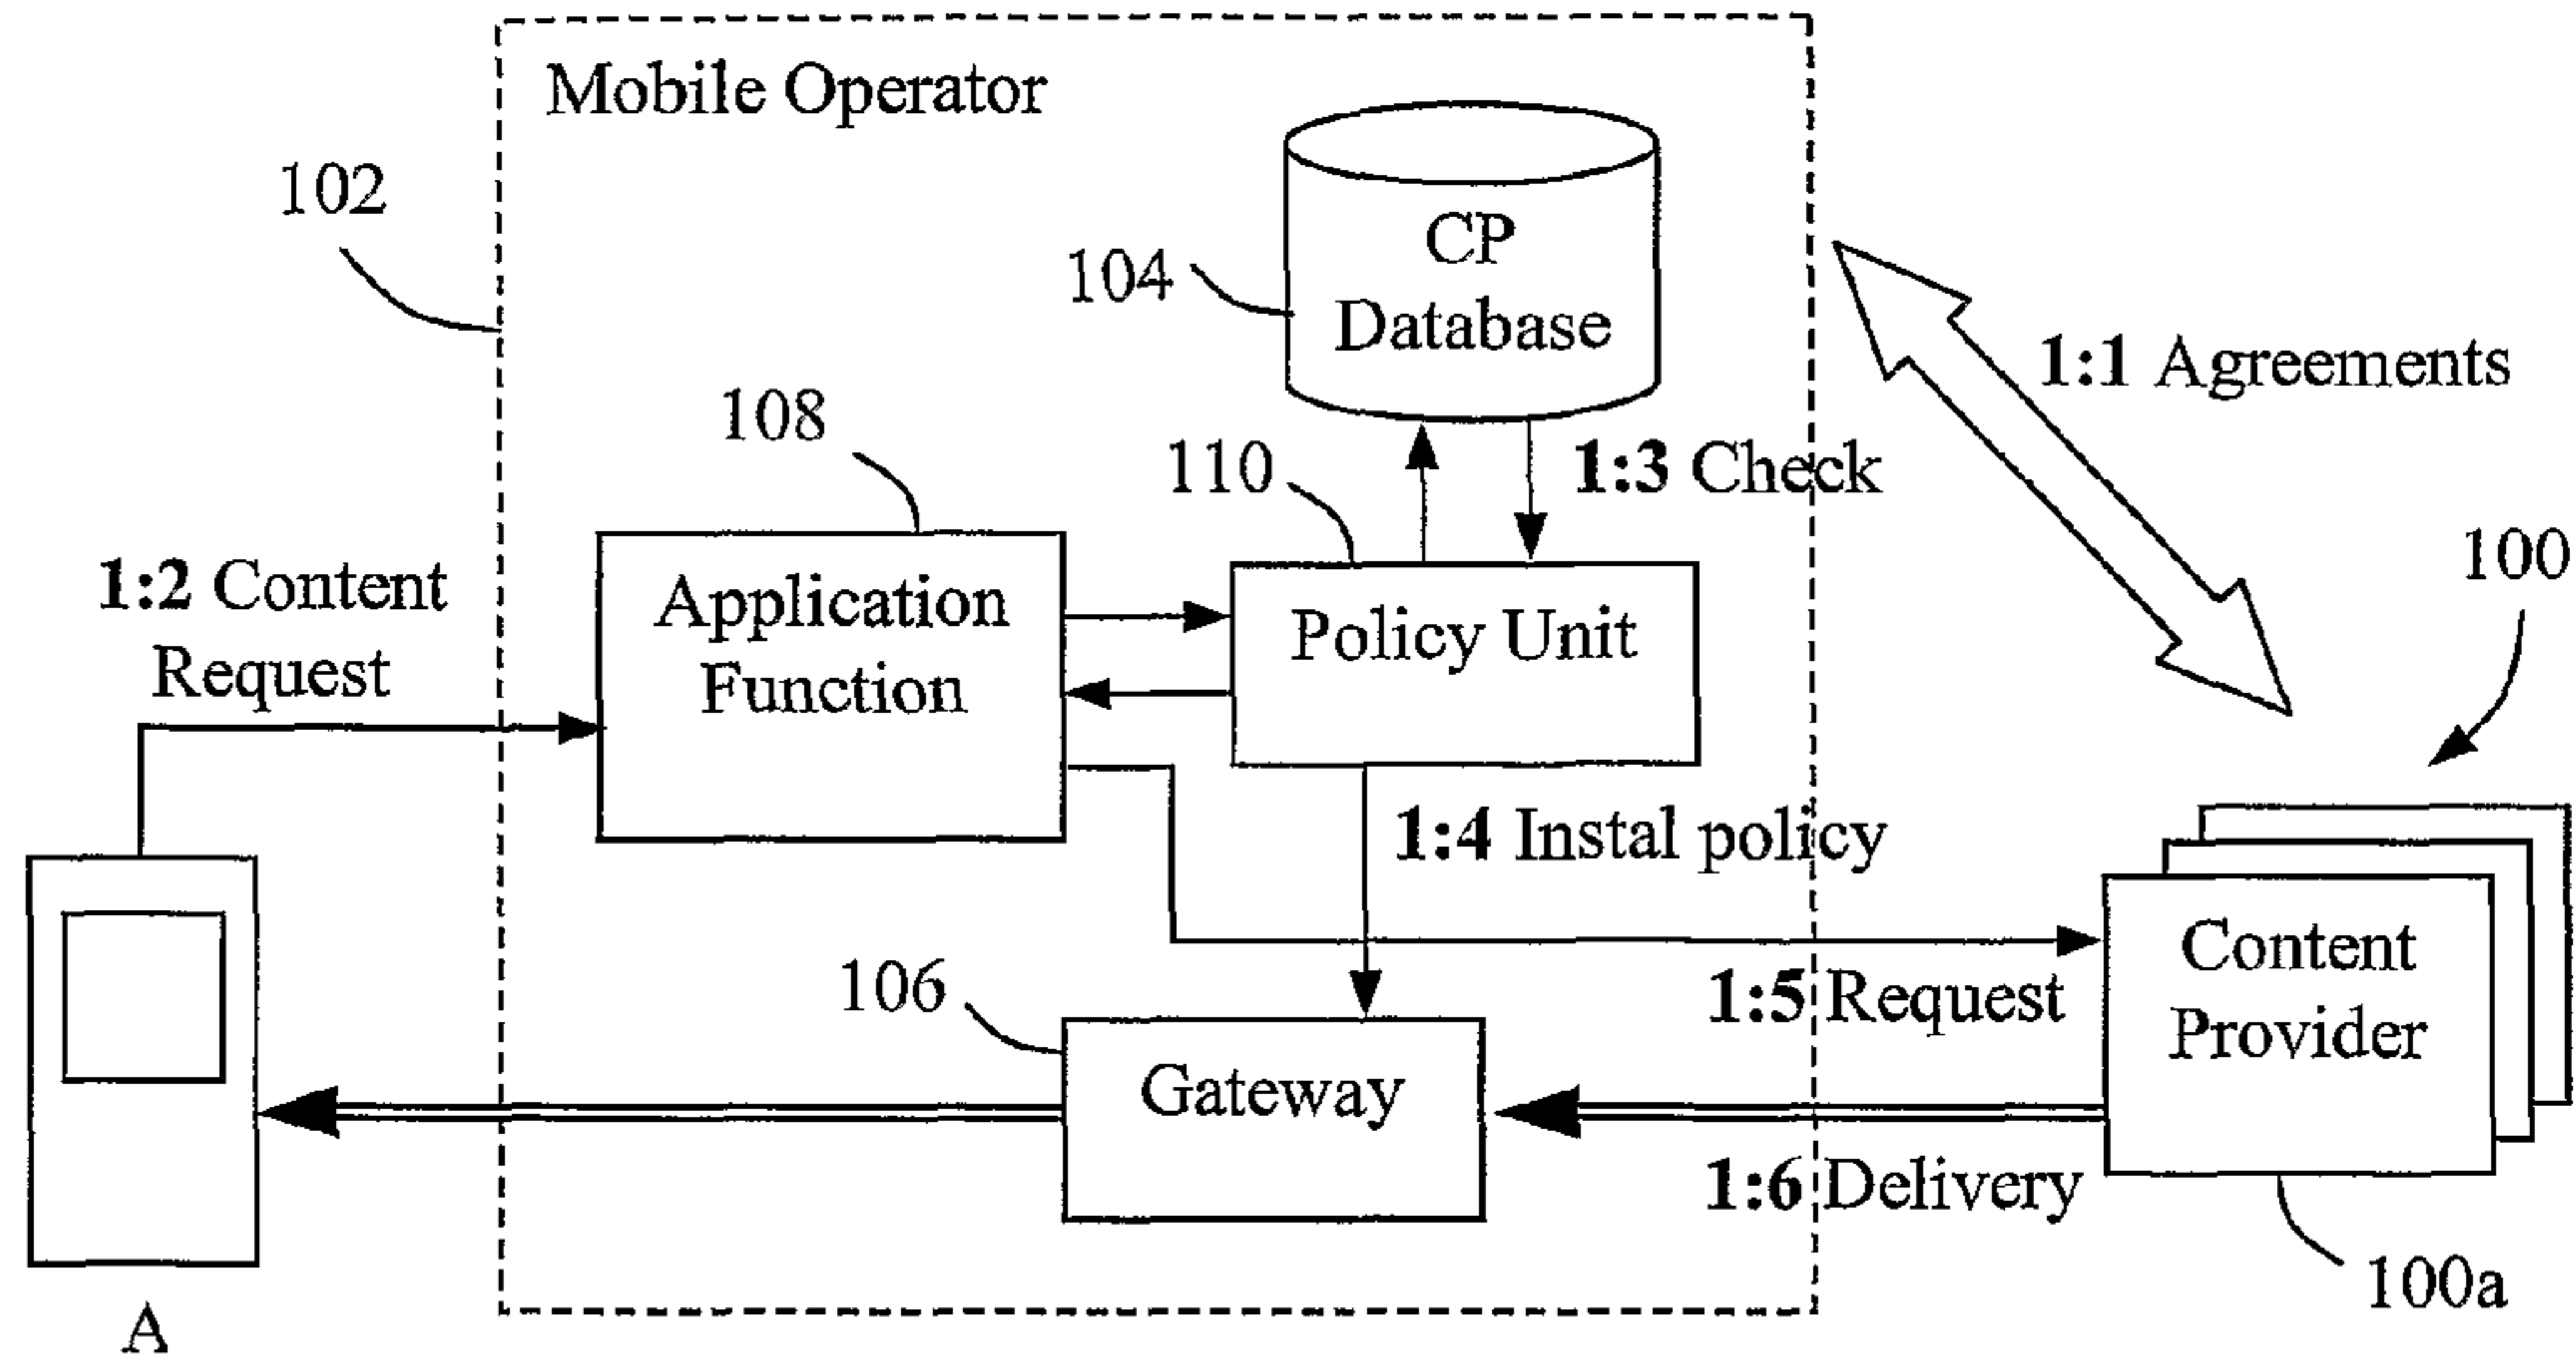 Mobile Operator
102
CP
Database
104
1:1 Agreements
108
110
1:3 Check
100
1:2 Content
Request
Application
Function
Policy Unit
1:4 Instal policy
Content
Provider
106
1:5 Request
Gateway
1:6 Delivery
100a
A